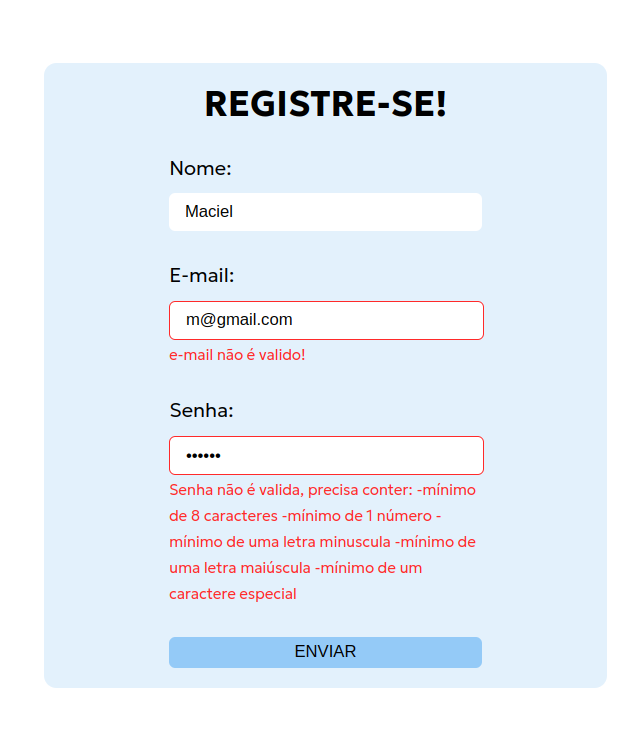 REGISTRE-SE!
Nome:
Maciel
E-mail:
m@gmail.com
e-mail não é valido!
Senha:
••••••
Senha não é valida, precisa conter: -mínimo
de 8 caracteres -mínimo de 1 número -
mínimo de uma letra minuscula -mínimo de
uma letra maiúscula -mínimo de um
caractere especial
ENVIAR